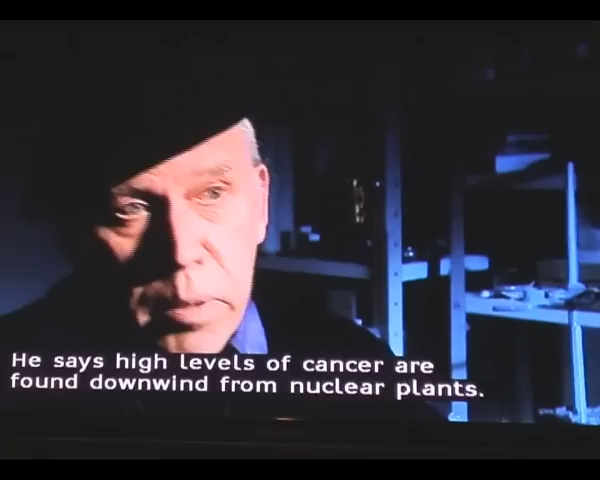 He says high levels of cancer are
found downwind from nuclear plants.